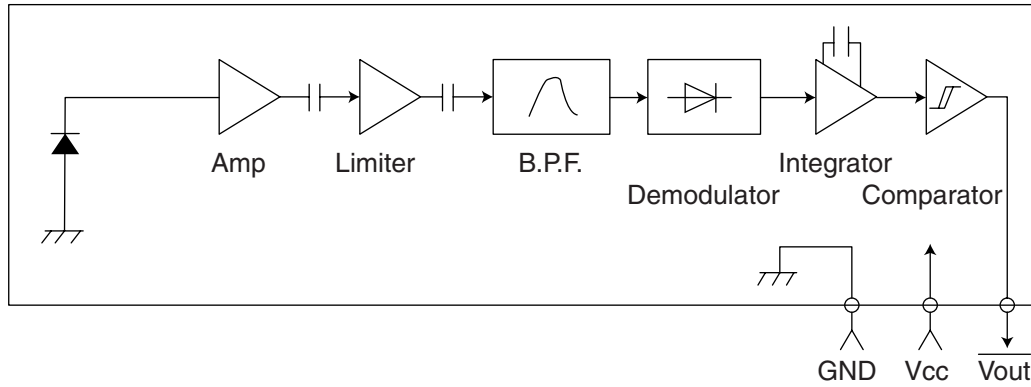 Amp Limiter B.P.F. Integrator
Demodulator Comparator
GND Vcc Vout